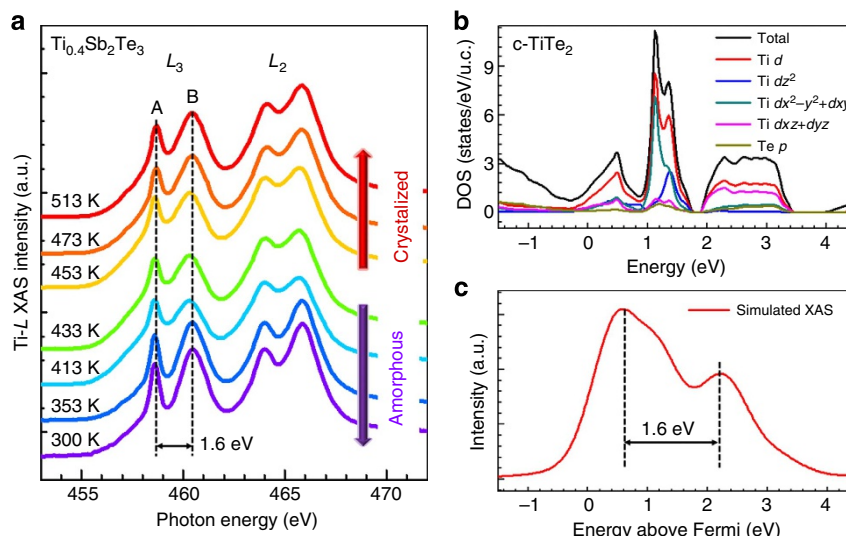 a
Ti0.4Sb2Te3
L3
L2
A
B
513 K
473 K
453 K
433 K
413 K
353 K
300 K
Crystalized
Amorphous
1.6 eV
Ti-L XAS intensity (a.u.)
455
460
465
470
Photon energy (eV)
b
c-TiTe2
Total
Ti d
Ti dz2
Ti dx2−y2+dxy
Ti dxz+dyz
Te p
DOS (states/eV/u.c.)
9
6
3
0
−1
0
1
2
3
4
Energy (eV)
c
Simulated XAS
1.6 eV
Intensity (a.u.)
−1
0
1
2
3
4
Energy above Fermi (eV)